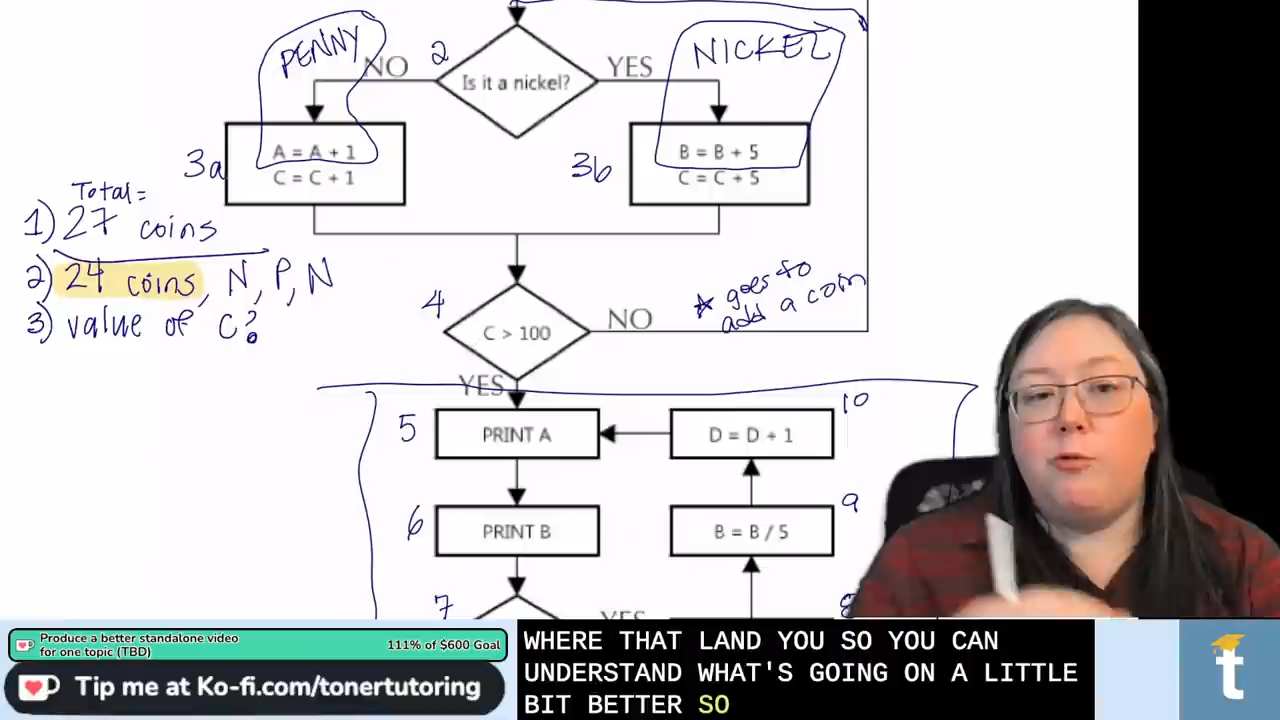 PENNY
2
NO
Is it a nickel?
YES
NICKEL
3a
A = A + 1
C = C + 1
3b
B = B + 5
C = C + 5
Total=
1) 27 coins
2) 24 coins, N, P, N
3) value of C?
4
C > 100
NO
* goes to
add a coin
YES
5
PRINT A
D = D + 1
10
6
PRINT B
B = B / 5
9
7
YES
8
Produce a better standalone video
for one topic (TBD)
111% of $600 Goal
Tip me at Ko-fi.com/tonertutoring
WHERE THAT LAND YOU SO YOU CAN
UNDERSTAND WHAT'S GOING ON A LITTLE
BIT BETTER SO
t